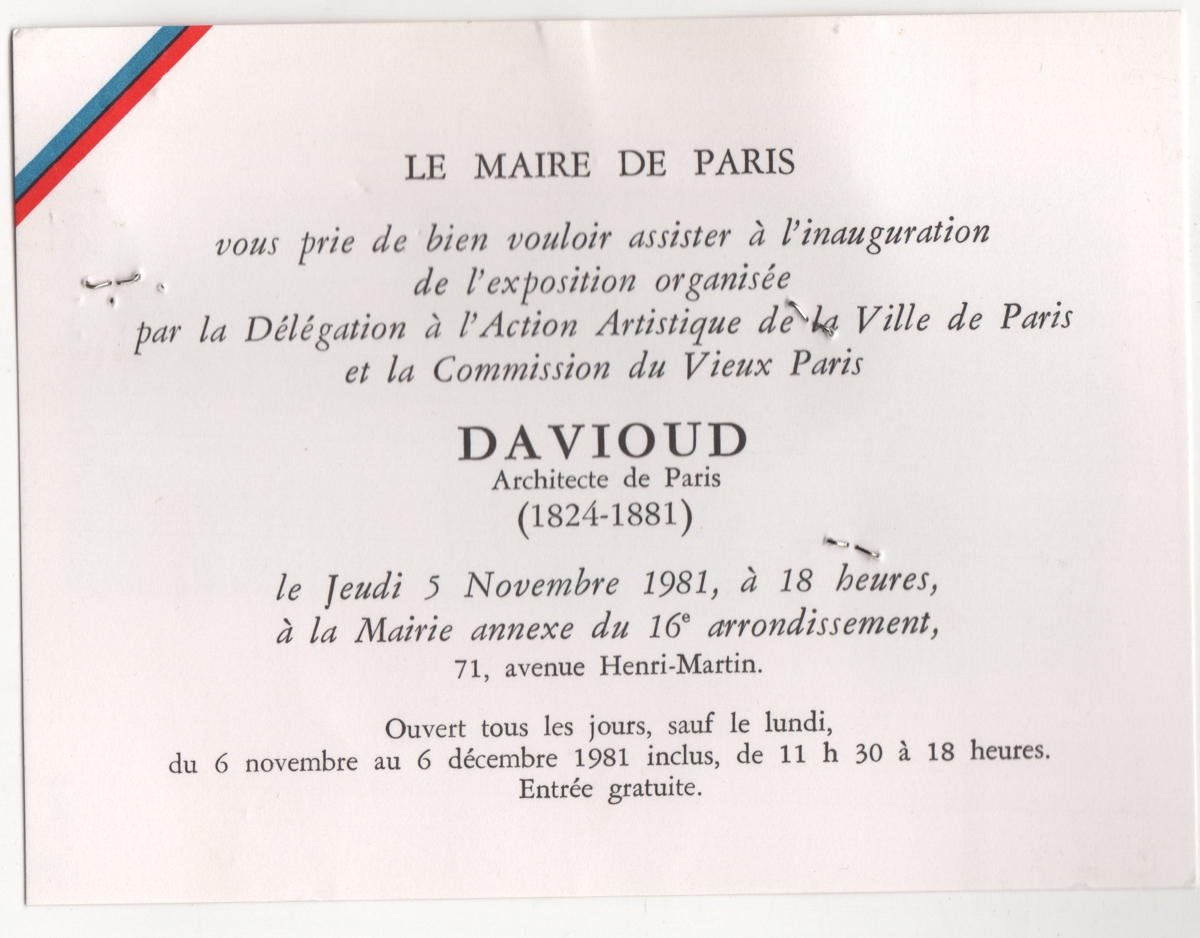 LE MAIRE DE PARIS
vous prie de bien vouloir assister à l'inauguration
de l'exposition organisée
par la Délégation à l'Action Artistique de la Ville de Paris
et la Commission du Vieux Paris
DAVIOUD
Architecte de Paris
(1824-1881)
le Jeudi 5 Novembre 1981, à 18 heures,
à la Mairie annexe du 16e arrondissement,
71, avenue Henri-Martin.
Ouvert tous les jours, sauf le lundi,
du 6 novembre au 6 décembre 1981 inclus, de 11 h 30 à 18 heures.
Entrée gratuite.